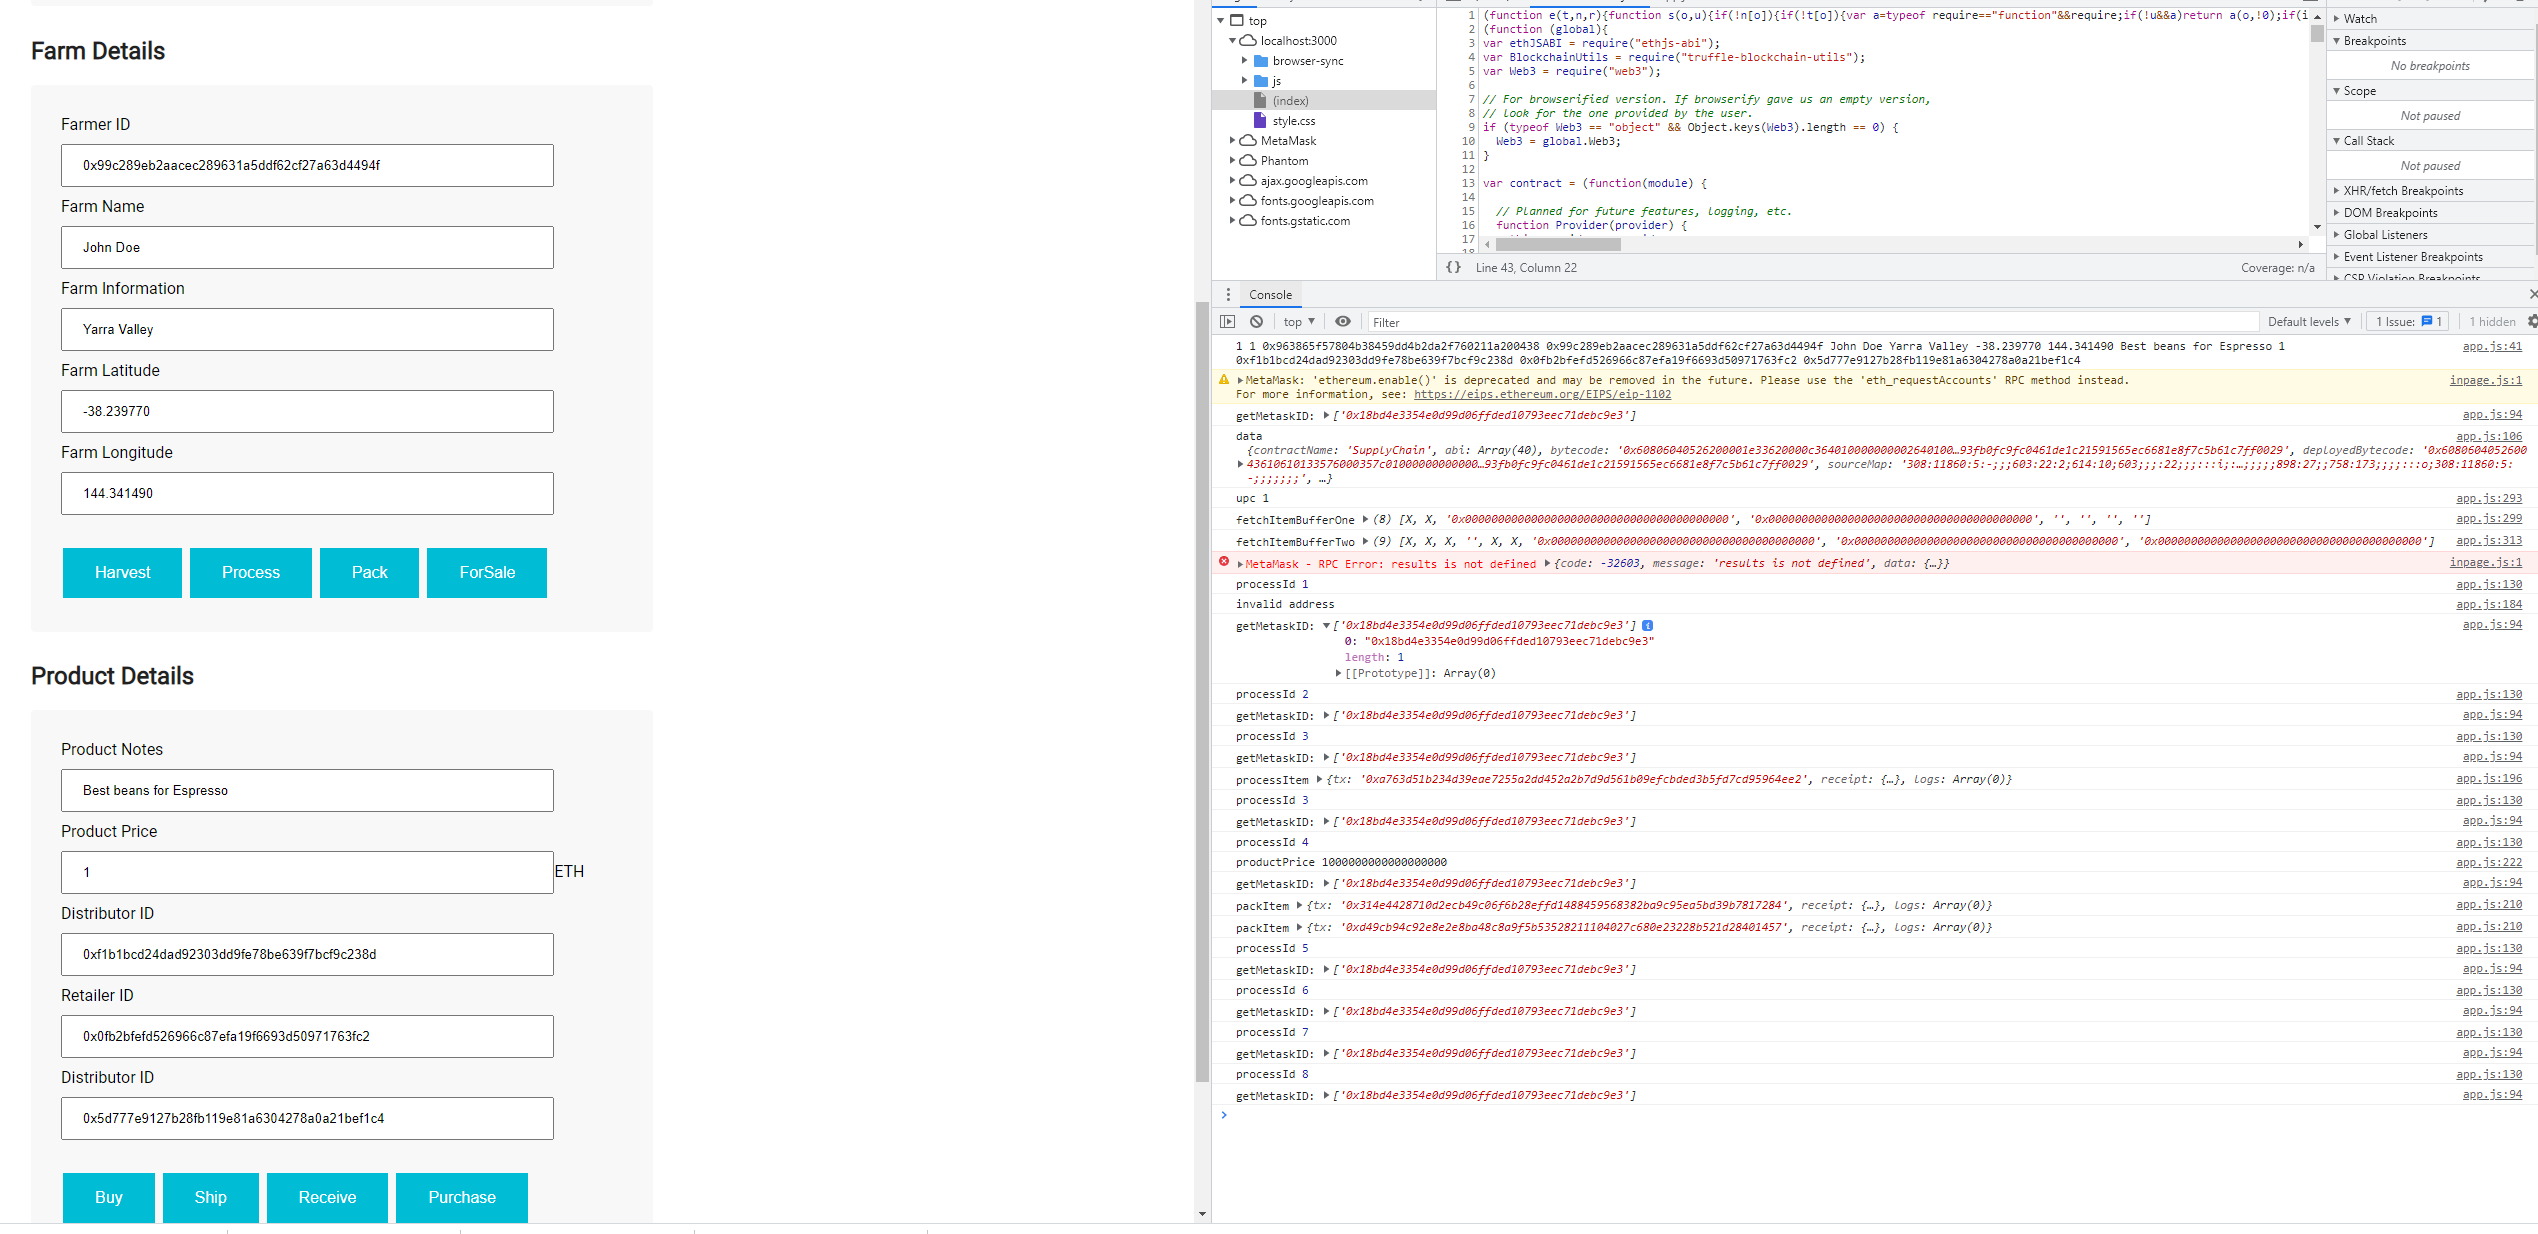 Farm Details
Farmer ID
0x99c289eb2aacec289631a5ddf62cf27a63d4494f
Farm Name
John Doe
Farm Information
Yarra Valley
Farm Latitude
-38.239770
Farm Longitude
144.341490
Harvest Process Pack ForSale
Product Details
Product Notes
Best beans for Espresso
Product Price
1 ETH
Distributor ID
0xf1b1bcd24dad92303dd9fe78be639f7bcf9c238d
Retailer ID
0x0fb2bfefd526966c87efa19f6693d50971763fc2
Distributor ID
0x5d777e9127b28fb119e81a6304278a0a21bef1c4
Buy Ship Receive Purchase
top
localhost:3000
browser-sync
js
(index)
style.css
MetaMask
Phantom
ajax.googleapis.com
fonts.googleapis.com
fonts.gstatic.com
1 (function e(t,n,r){function s(o,u){if(!n[o]){if(!t[o]){var a=typeof require=="function"&&require;if(!u&&a)return a(o,!0);if(i
2 (function (global){
3 var ethJSABI = require("ethjs-abi");
4 var BlockchainUtils = require("truffle-blockchain-utils");
5 var Web3 = require("web3");
6
7 // For browserified version. If browserify gave us an empty version,
8 // look for the one provided by the user.
9 if (typeof Web3 == "object" && Object.keys(Web3).length == 0) {
10 Web3 = global.Web3;
11 }
12
13 var contract = (function(module) {
14
15 // Planned for future features, logging, etc.
16 function Provider(provider) {
17
{} Line 43, Column 22 Coverage: n/a
Watch
Breakpoints
No breakpoints
Scope
Not paused
Call Stack
Not paused
XHR/fetch Breakpoints
DOM Breakpoints
Global Listeners
Event Listener Breakpoints
CSP Violation Breakpoints
Console
top Filter Default levels 1 Issue: 1 1 hidden
1 1 0x963865f57804b38459dd4b2da2f760211a200438 0x99c289eb2aacec289631a5ddf62cf27a63d4494f John Doe Yarra Valley -38.239770 144.341490 Best beans for Espresso 1 app.js:41
0xf1b1bcd24dad92303dd9fe78be639f7bcf9c238d 0x0fb2bfefd526966c87efa19f6693d50971763fc2 0x5d777e9127b28fb119e81a6304278a0a21bef1c4
MetaMask: 'ethereum.enable()' is deprecated and may be removed in the future. Please use the 'eth_requestAccounts' RPC method instead. inpage.js:1
For more information, see: https://eips.ethereum.org/EIPS/eip-1102
getMetaskID: ['0x18bd4e3354e0d99d06ffded10793eec71debc9e3'] app.js:94
data app.js:106
{contractName: 'SupplyChain', abi: Array(40), bytecode: '0x60806040526200001e33620000c364010000000002640100…93fb0fc9fc0461de1c21591565ec6681e8f7c5b61c7ff0029', deployedBytecode: '0x6080604052600
43610610133576000357c01000000000000…93fb0fc9fc0461de1c21591565ec6681e8f7c5b61c7ff0029', sourceMap: '308:11860:5:-;;;603:22:2;614:10;603;;;:22;;;:::i;:…;;;;;898:27;;758:173;;;;:::o;308:11860:5:
-;;;;;;;', …}
upc 1 app.js:293
fetchItemBufferOne (8) [X, X, '0x0000000000000000000000000000000000000000', '0x0000000000000000000000000000000000000000', '', '', '', ''] app.js:299
fetchItemBufferTwo (9) [X, X, X, '', X, X, '0x0000000000000000000000000000000000000000', '0x0000000000000000000000000000000000000000', '0x0000000000000000000000000000000000000000'] app.js:313
MetaMask - RPC Error: results is not defined {code: -32603, message: 'results is not defined', data: {…}} inpage.js:1
processId 1 app.js:130
invalid address app.js:184
getMetaskID: ['0x18bd4e3354e0d99d06ffded10793eec71debc9e3'] app.js:94
0: "0x18bd4e3354e0d99d06ffded10793eec71debc9e3"
length: 1
[[Prototype]]: Array(0)
processId 2 app.js:130
getMetaskID: ['0x18bd4e3354e0d99d06ffded10793eec71debc9e3'] app.js:94
processId 3 app.js:130
getMetaskID: ['0x18bd4e3354e0d99d06ffded10793eec71debc9e3'] app.js:94
processItem {tx: '0xa763d51b234d39eae7255a2dd452a2b7d9d561b09efcbded3b5fd7cd95964ee2', receipt: {…}, logs: Array(0)} app.js:196
processId 3 app.js:130
getMetaskID: ['0x18bd4e3354e0d99d06ffded10793eec71debc9e3'] app.js:94
processId 4 app.js:130
productPrice 1000000000000000000 app.js:222
getMetaskID: ['0x18bd4e3354e0d99d06ffded10793eec71debc9e3'] app.js:94
packItem {tx: '0x314e4428710d2ecb49c06f6b28effd1488459568382ba9c95ea5bd39b7817284', receipt: {…}, logs: Array(0)} app.js:210
packItem {tx: '0xd49cb94c92e8e2e8ba48c8a9f5b53528211104027c680e23228b521d28401457', receipt: {…}, logs: Array(0)} app.js:210
processId 5 app.js:130
getMetaskID: ['0x18bd4e3354e0d99d06ffded10793eec71debc9e3'] app.js:94
processId 6 app.js:130
getMetaskID: ['0x18bd4e3354e0d99d06ffded10793eec71debc9e3'] app.js:94
processId 7 app.js:130
getMetaskID: ['0x18bd4e3354e0d99d06ffded10793eec71debc9e3'] app.js:94
processId 8 app.js:130
getMetaskID: ['0x18bd4e3354e0d99d06ffded10793eec71debc9e3'] app.js:94